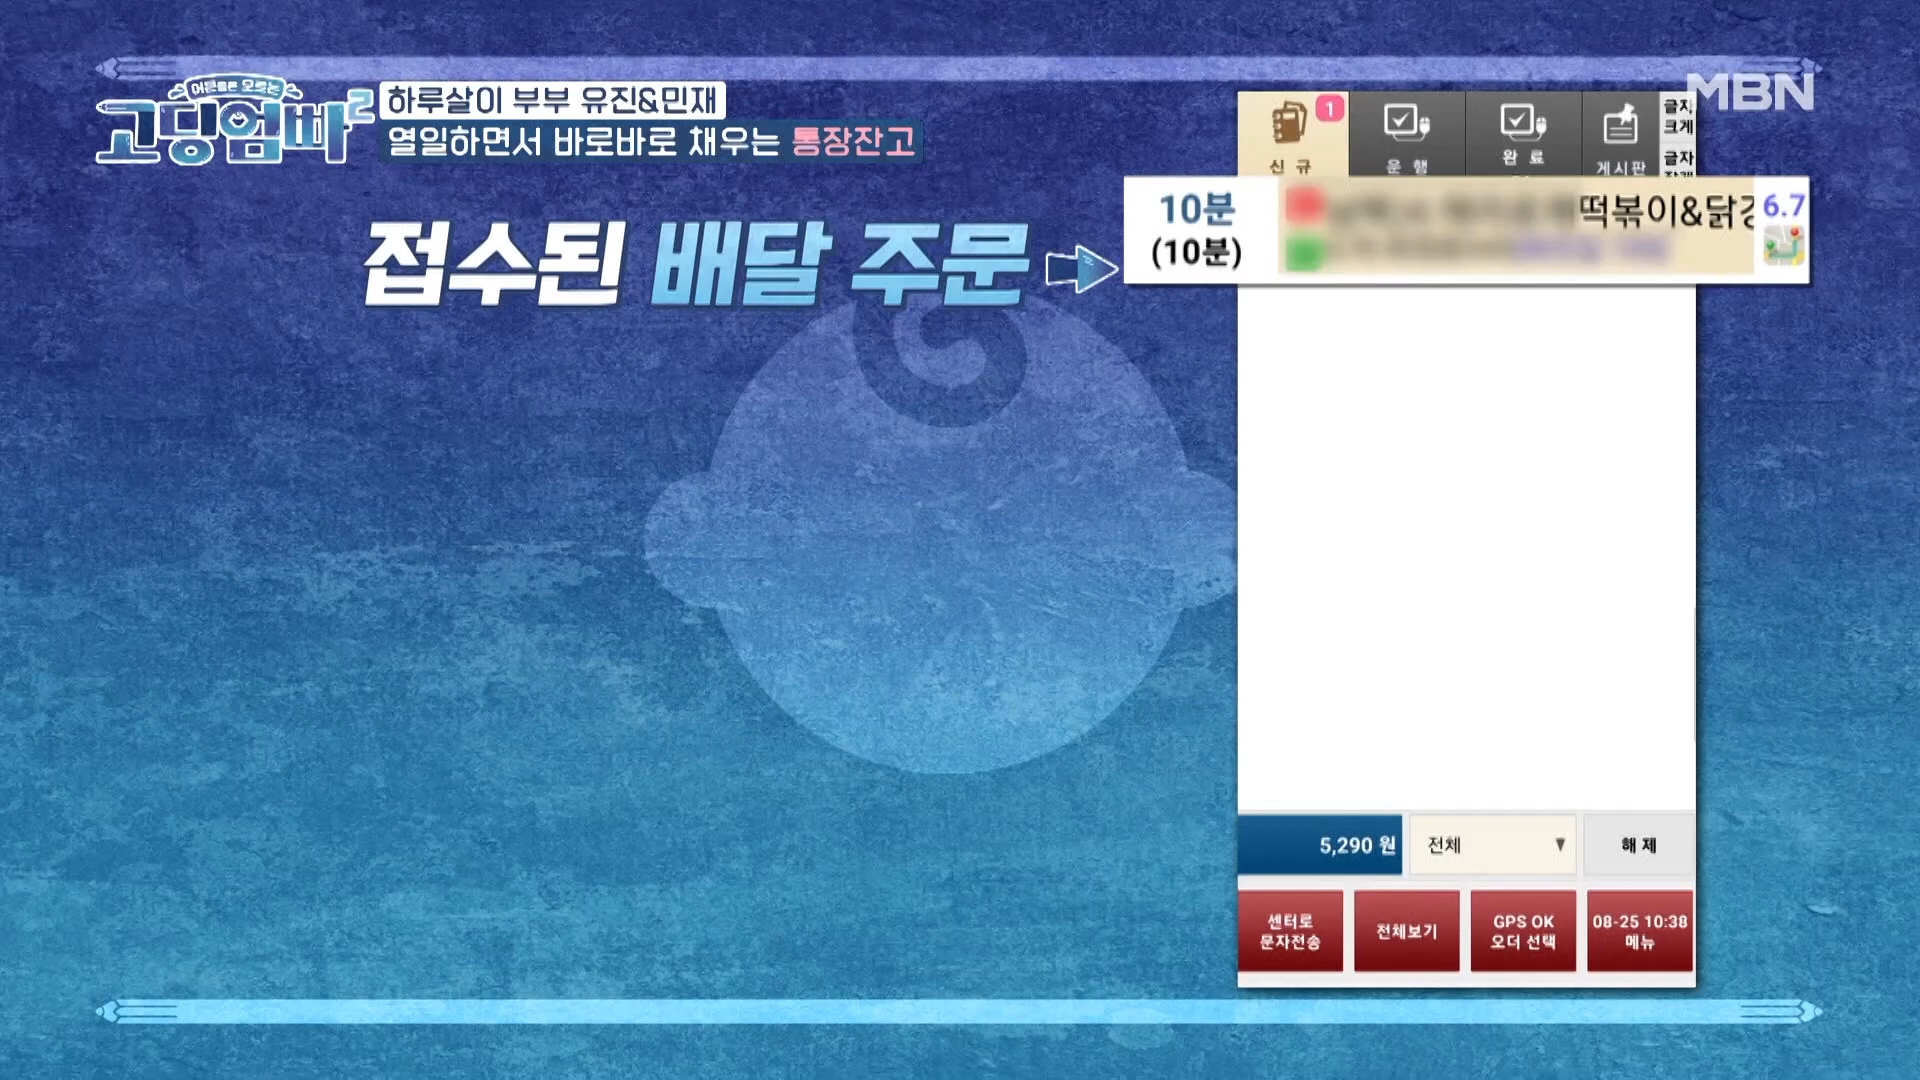 어른들은 모르는
고딩엄빠2
하루살이 부부 유진&민재
열일하면서 바로바로 채우는 통장잔고
MBN
접수된 배달 주문
1
신 규
운 행
완 료
게시판
글자
크게
글자
10분
(10분)
떡볶이&닭강
6.7
5,290 원
전체
해 제
센터로
문자전송
전체보기
GPS OK
오더 선택
08-25 10:38
메뉴